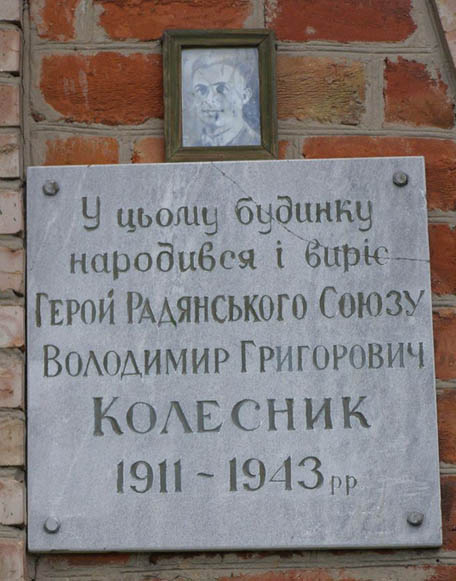 У цьому будинку
народився і виріс
Герой Радянського Союзу
Володимир Григорович
Колесник
1911 - 1943 рр